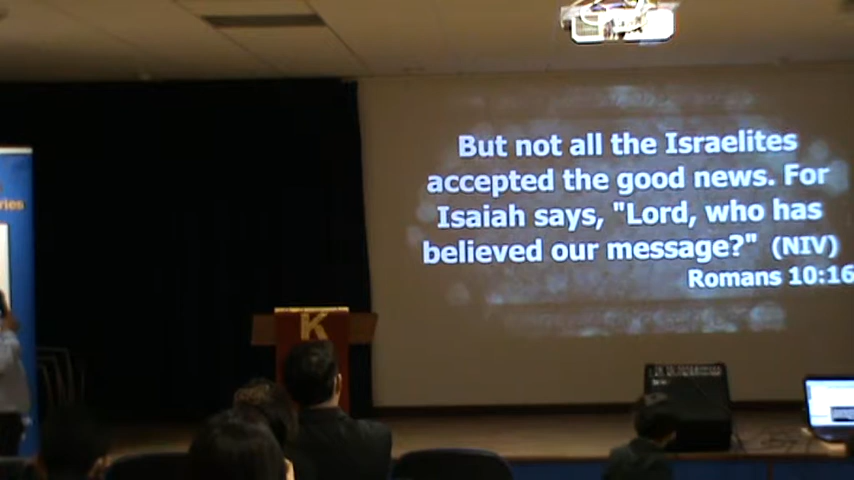 But not all the Israelites
accepted the good news. For
Isaiah says, "Lord, who has
believed our message?" (NIV)
Romans 10:16
K